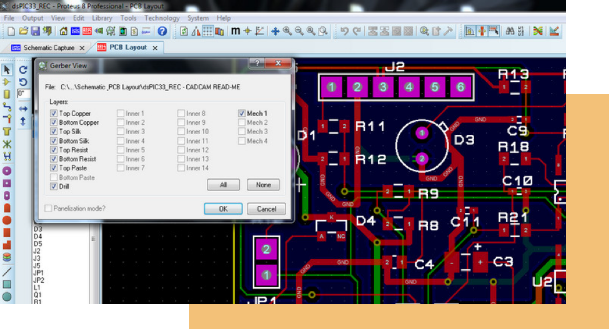 dsPIC33_REC - Proteus 8 Professional - PCB Layout
File Output View Edit Library Tools Technology System Help
Schematic Capture × PCB Layout ×
Gerber View
File: C:\...\Schematic_PCB Layout\dsPIC33_REC - CADCAM READ-ME
Layers
Top Copper Inner 1 Inner 8 Mech 1
Bottom Copper Inner 2 Inner 9 Mech 2
Top Silk Inner 3 Inner 10 Mech 3
Bottom Silk Inner 4 Inner 11 Mech 4
Top Resist Inner 5 Inner 12
Bottom Resist Inner 6 Inner 13
Top Paste Inner 7 Inner 14
Bottom Paste
Drill
All None
Panelization mode?
OK Cancel
D3
D4
D5
J2
J3
J5
JP1
JP2
L1
Q1
R1
J2
1 2 3 4 5 6
R13
D1 R11 D3 C9
R12 R18
C10
R9
D4 R8 C11 R21
A NC
C4 C3
U2
2
1
JP1
GND